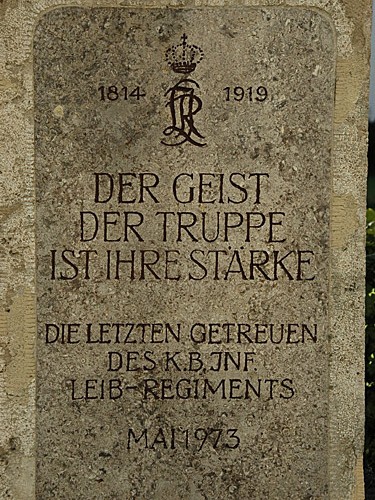 1814 1919
DER GEIST
DER TRUPPE
IST IHRE STÄRKE
DIE LETZTEN GETREUEN
DES K.B.INF.
LEIB-REGIMENTS
MAI 1973